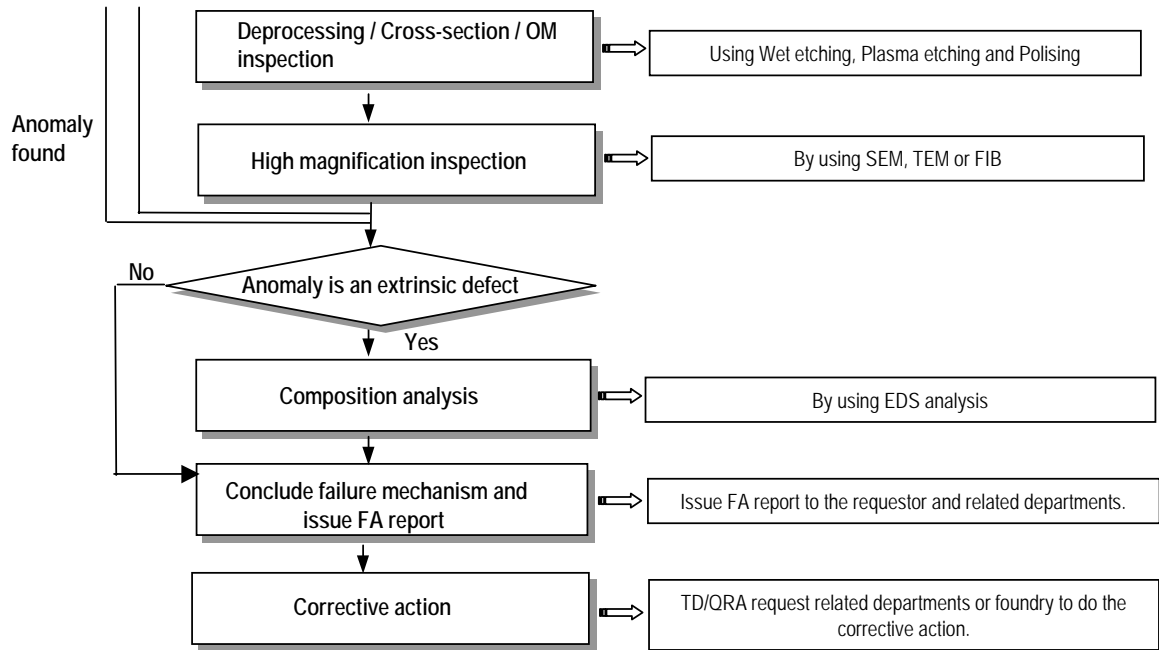 Deprocessing / Cross-section / OM
inspection
Using Wet etching, Plasma etching and Polising
Anomaly
found
High magnification inspection
By using SEM, TEM or FIB
No
Anomaly is an extrinsic defect
Yes
Composition analysis
By using EDS analysis
Conclude failure mechanism and
issue FA report
Issue FA report to the requestor and related departments.
Corrective action
TD/QRA request related departments or foundry to do the
corrective action.